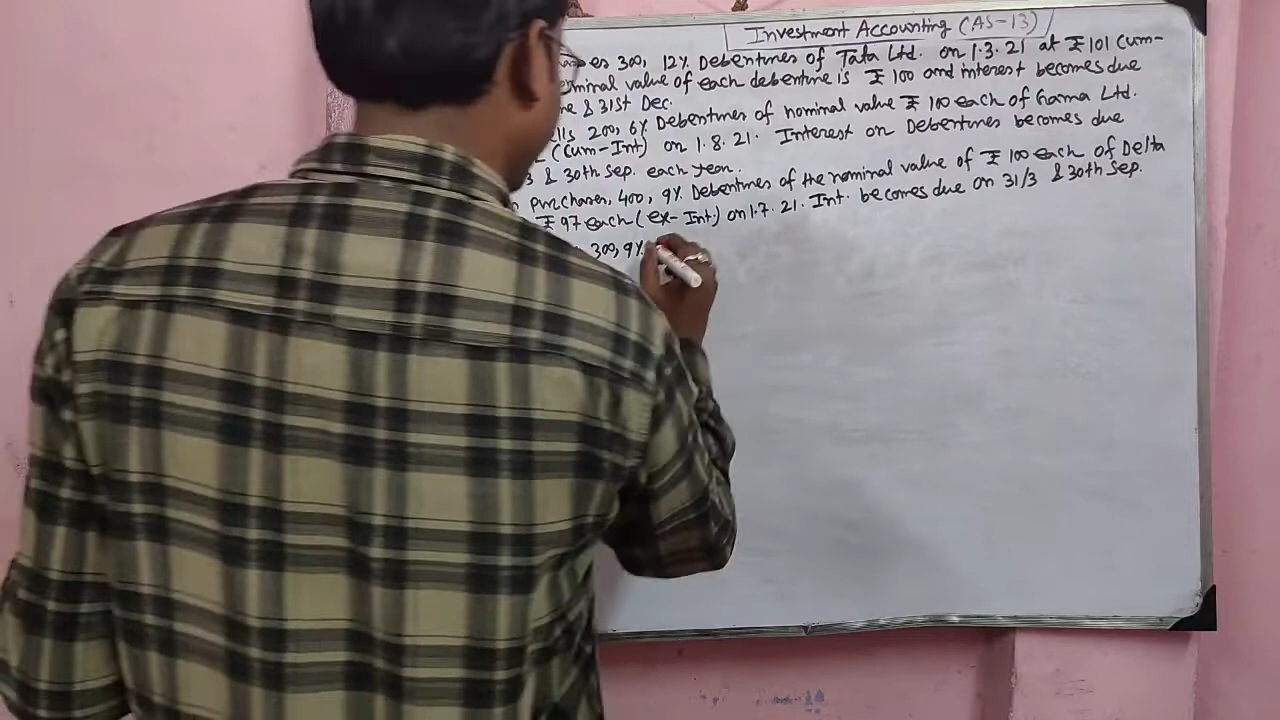 Investment Accounting (AS-13)
es 300, 12% Debentures of Tata Ltd. on 1.3.21 at ₹ 101 Cum-
minal value of each debenture is ₹ 100 and interest becomes due
ne & 31st Dec.
lls 200, 6% Debentures of nominal value ₹ 100 each of Gama Ltd.
(Cum-Int) on 1.8.21. Interest on Debentures becomes due
3 & 30th Sep. each year.
Purchases, 400, 9% Debentures of the nominal value of ₹ 100 each of Delta
₹ 97 each (ex-Int.) on 1.7.21. Int. becomes due on 31/3 & 30th Sep.
300, 9%